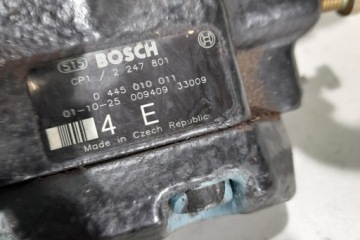 STS BOSCH
CP1 / 2 247 801
0 445 010 011
01-10-25 009409 33009
4 E
Made in Czech Republic